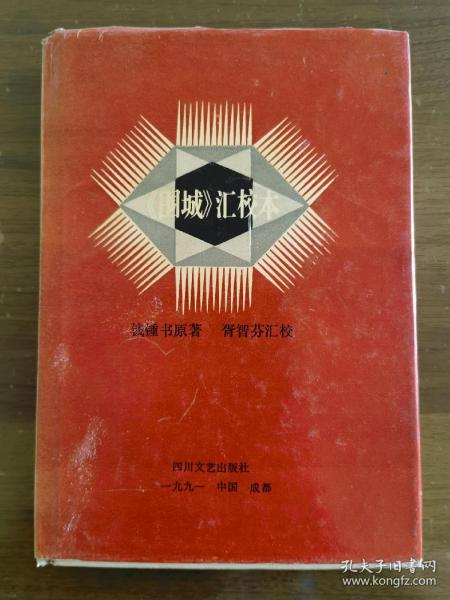 《围城》汇校本
钱锺书原著 胥智芬汇校
四川文艺出版社
一九九一 中国 成都
孔夫子旧书网
www.kongfz.com